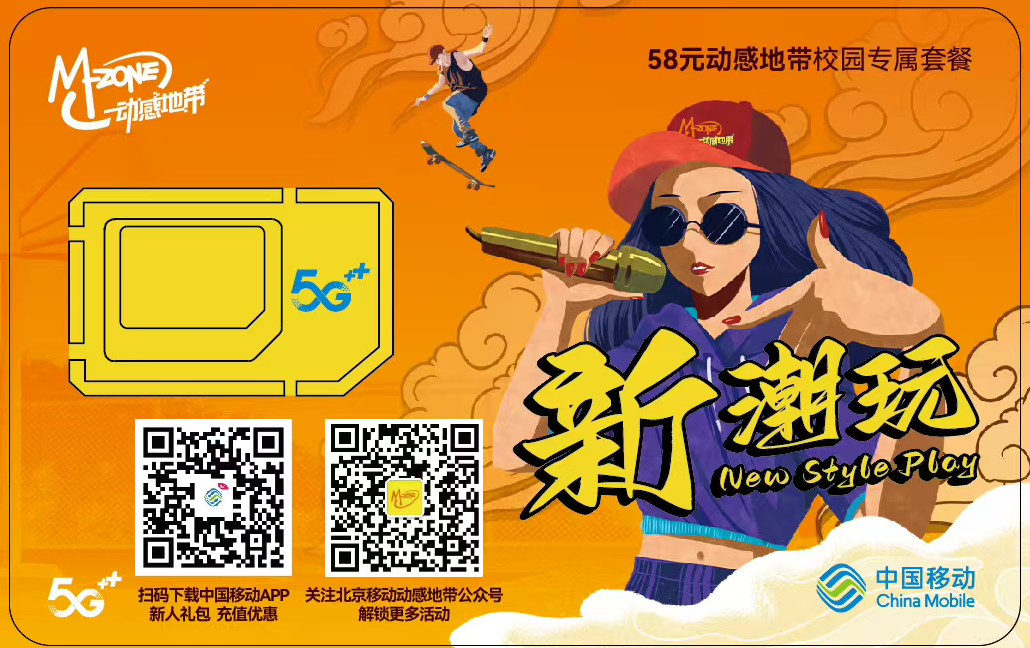 M-ZONE
动感地带
58元动感地带校园专属套餐
M-ZONE
动感地带
5G++
新潮玩
New Style Play
M-ZONE
扫码下载中国移动APP
新人礼包 充值优惠
关注北京移动动感地带公众号
解锁更多活动
5G++
中国移动
China Mobile